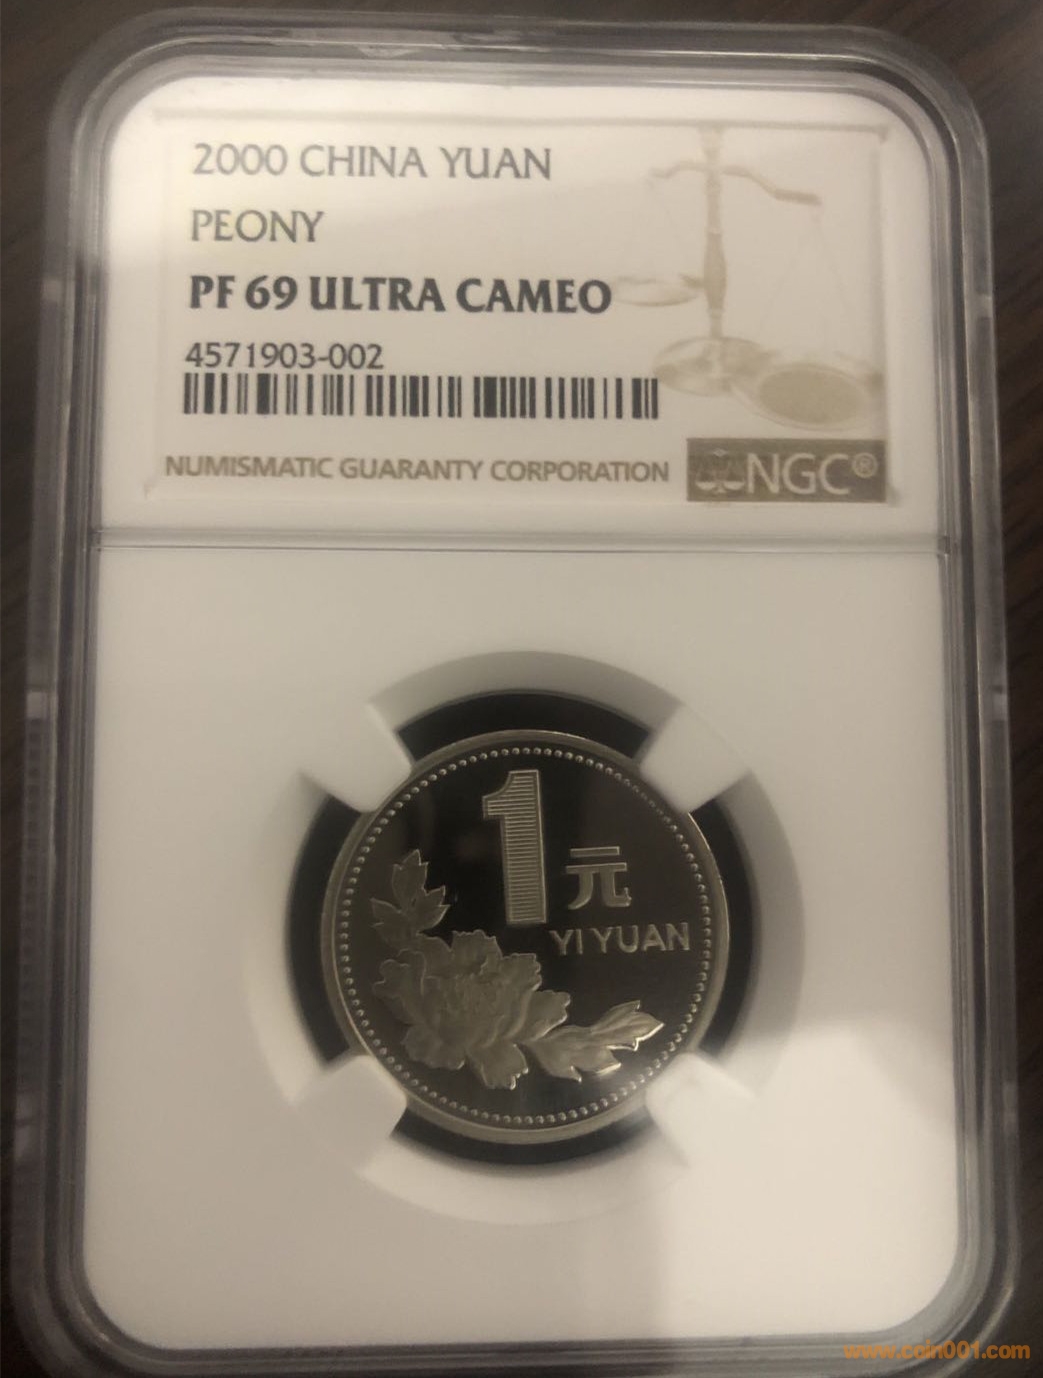 2000 CHINA YUAN
PEONY
PF 69 ULTRA CAMEO
4571903-002
NUMISMATIC GUARANTY CORPORATION
NGC®
1
元
YI YUAN
www.coin001.com